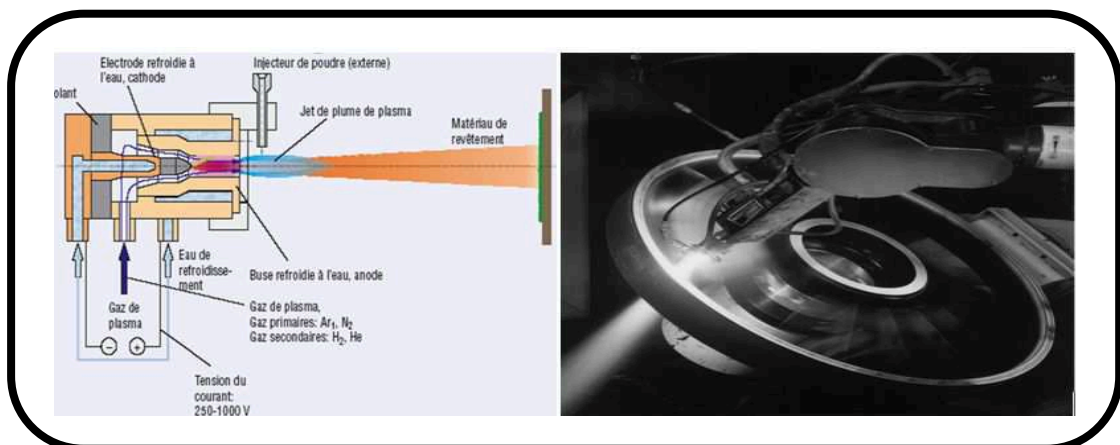 Electrode refroidie à
l'eau, cathode
olant
Injecteur de poudre (externe)
Jet de plume de plasma
Matériau de
revêtement
Eau de
refroidisse-
ment
Buse refroidie à l'eau, anode
Gaz de
plasma
Gaz de plasma,
Gaz primaires: Ar₁, N₂
Gaz secondaires: H₂, He
− +
Tension du
courant:
250-1000 V